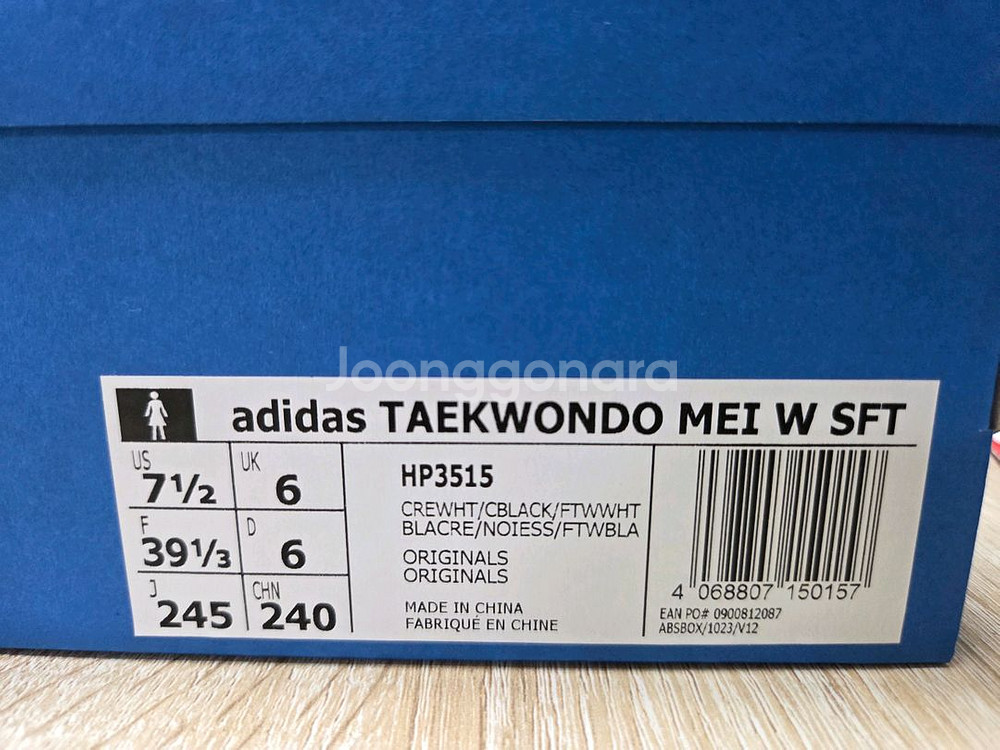 Joonggonara
adidas TAEKWONDO MEI W SFT
US
7½
UK
6
F
39⅓
D
6
J
245
CHN
240
HP3515
CREWHT/CBLACK/FTWWHT
BLACRE/NOIESS/FTWBLA
ORIGINALS
ORIGINALS
MADE IN CHINA
FABRIQUÉ EN CHINE
4 068807 150157
EAN PO# 0900812087
ABSBOX/1023/V12